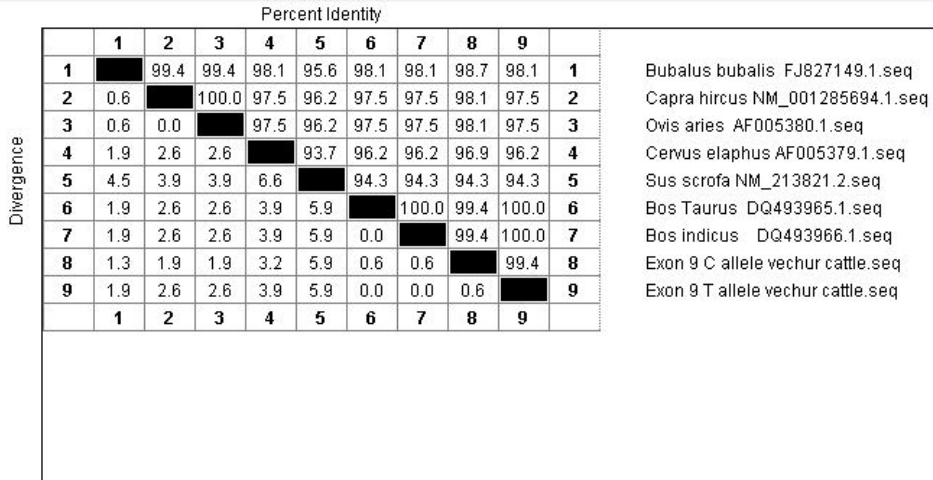 Percent Identity
1 2 3 4 5 6 7 8 9
1 99.4 99.4 98.1 95.6 98.1 98.1 98.7 98.1 1 Bubalus bubalis FJ827149.1.seq
2 0.6 100.0 97.5 96.2 97.5 97.5 98.1 97.5 2 Capra hircus NM_001285694.1.seq
3 0.6 0.0 97.5 96.2 97.5 97.5 98.1 97.5 3 Ovis aries AF005380.1.seq
4 1.9 2.6 2.6 93.7 96.2 96.2 96.9 96.2 4 Cervus elaphus AF005379.1.seq
5 4.5 3.9 3.9 6.6 94.3 94.3 94.3 94.3 5 Sus scrofa NM_213821.2.seq
6 1.9 2.6 2.6 3.9 5.9 100.0 99.4 100.0 6 Bos Taurus DQ493965.1.seq
7 1.9 2.6 2.6 3.9 5.9 0.0 99.4 100.0 7 Bos indicus DQ493966.1.seq
8 1.3 1.9 1.9 3.2 5.9 0.6 0.6 99.4 8 Exon 9 C allele vechur cattle.seq
9 1.9 2.6 2.6 3.9 5.9 0.0 0.0 0.6 9 Exon 9 T allele vechur cattle.seq
1 2 3 4 5 6 7 8 9
Divergence